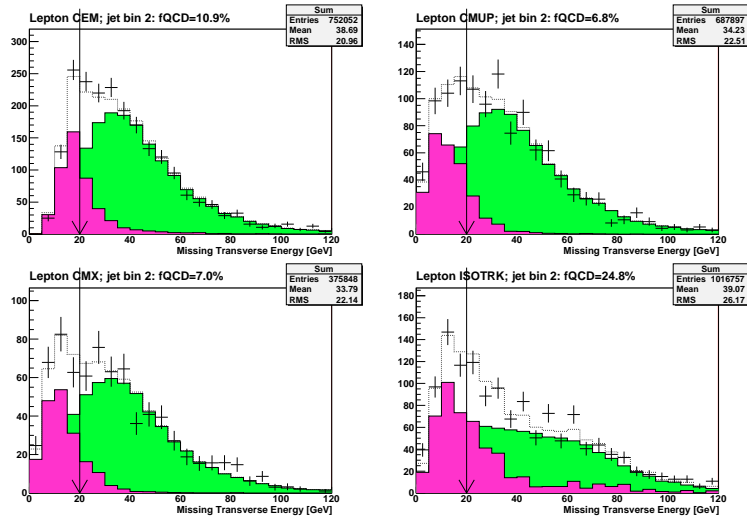 Lepton CEM; jet bin 2: fQCD=10.9%
Sum
Entries 752052
Mean 38.69
RMS 20.96
300
250
200
150
100
50
0
0 20 40 60 80 100 120
Missing Transverse Energy [GeV]
Lepton CMUP; jet bin 2: fQCD=6.8%
Sum
Entries 687897
Mean 34.23
RMS 22.51
140
120
100
80
60
40
20
0
0 20 40 60 80 100 120
Missing Transverse Energy [GeV]
Lepton CMX; jet bin 2: fQCD=7.0%
Sum
Entries 375848
Mean 33.79
RMS 22.14
100
80
60
40
20
0
0 20 40 60 80 100 120
Missing Transverse Energy [GeV]
Lepton ISOTRK; jet bin 2: fQCD=24.8%
Sum
Entries 1016757
Mean 39.07
RMS 26.17
180
160
140
120
100
80
60
40
20
0
0 20 40 60 80 100 120
Missing Transverse Energy [GeV]